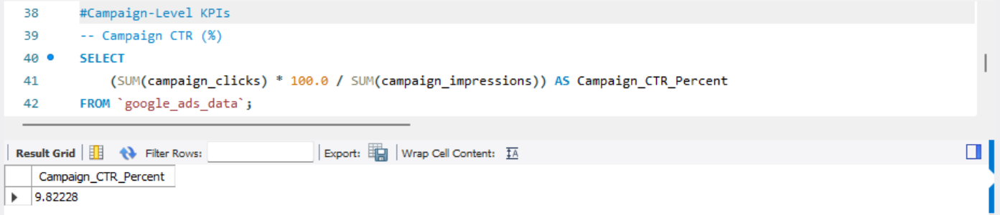 38 #Campaign-Level KPIs
39 -- Campaign CTR (%)
40 SELECT
41 (SUM(campaign_clicks) * 100.0 / SUM(campaign_impressions)) AS Campaign_CTR_Percent
42 FROM `google_ads_data`;
Result Grid Filter Rows: Export: Wrap Cell Content: IA
Campaign_CTR_Percent
9.82228